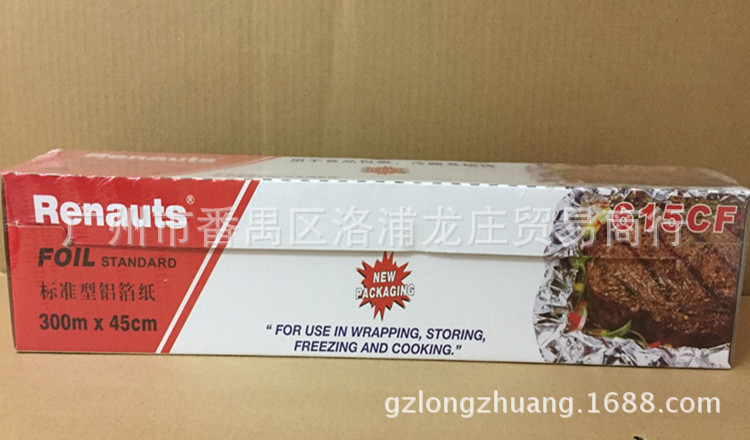 Renauts®
FOIL STANDARD
标准型铝箔纸
300m x 45cm
NEW
PACKAGING
" FOR USE IN WRAPPING, STORING,
FREEZING AND COOKING."
615CF
广州市番禺区洛浦龙庄贸易商行
gzlongzhuang.1688.com